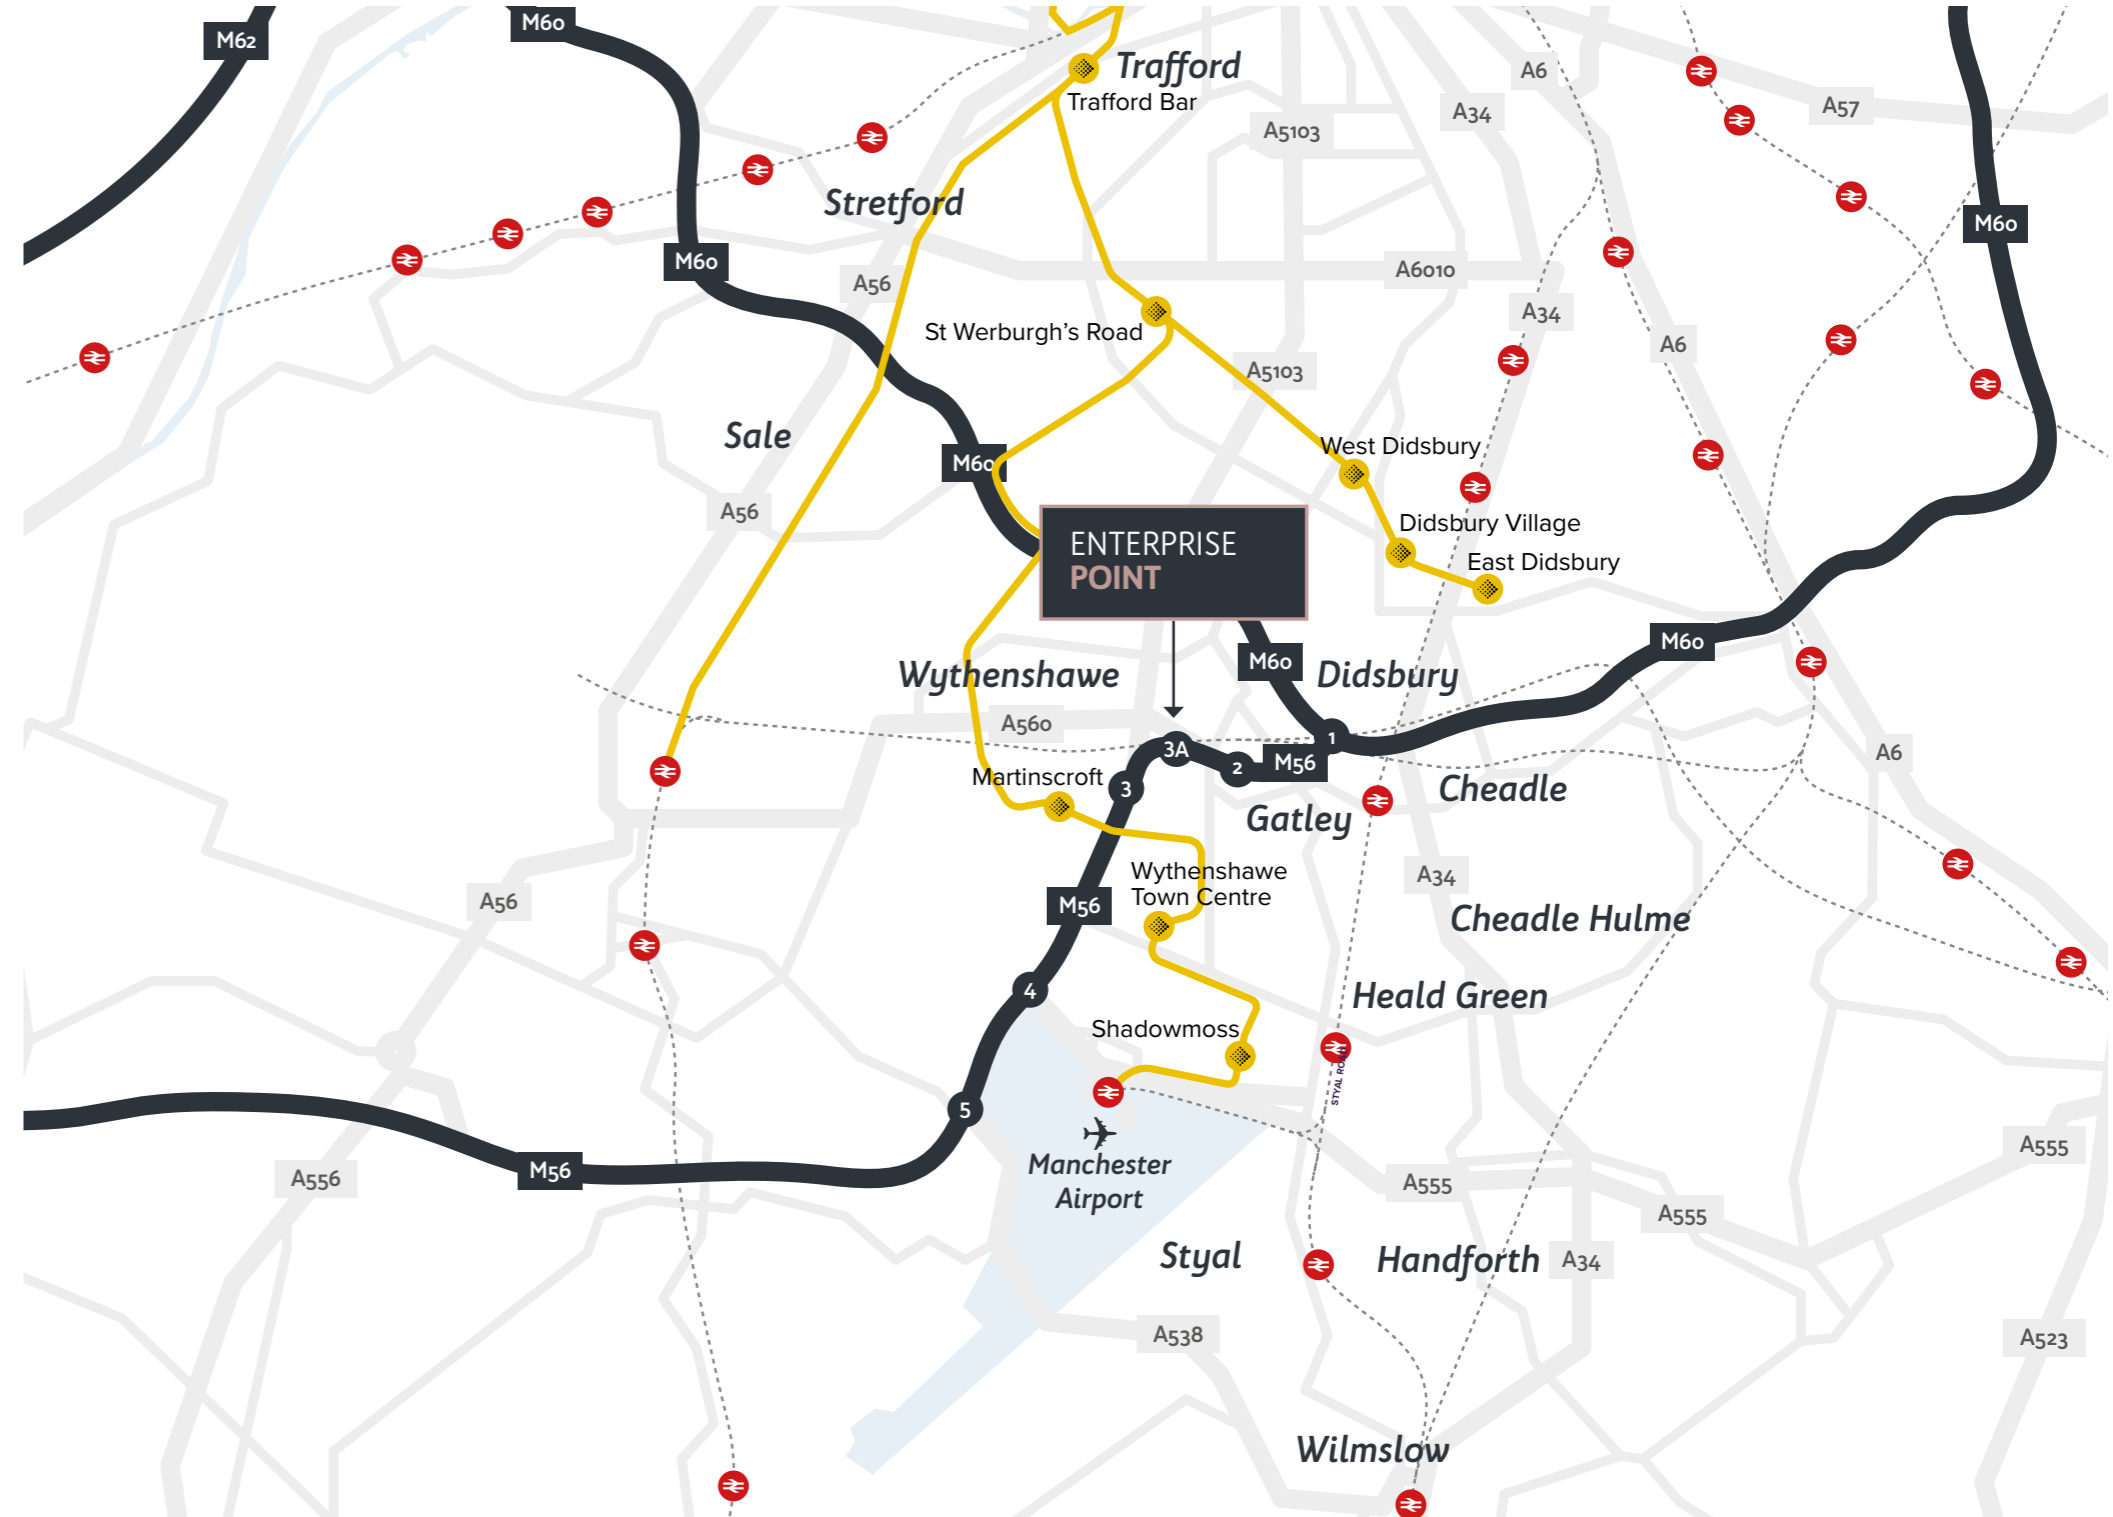 M60
M62
Trafford
Trafford Bar
A6
A57
A34
A5103
Stretford
M60
M60
A6010
A56
A34
St Werburgh's Road
A6
A5103
Sale
West Didsbury
M60
A56
Didsbury Village
ENTERPRISE
POINT
East Didsbury
M60
M60
Wythenshawe
Didsbury
A560
1
3A
A6
M56
2
Martinscroft
3
Cheadle
Gatley
Wythenshawe
Town Centre
A34
A56
M56
Cheadle Hulme
4
Heald Green
Shadowmoss
STYAL ROAD
5
Manchester
Airport
A555
M56
A556
A555
A555
Styal
Handforth
A34
A538
A523
Wilmslow